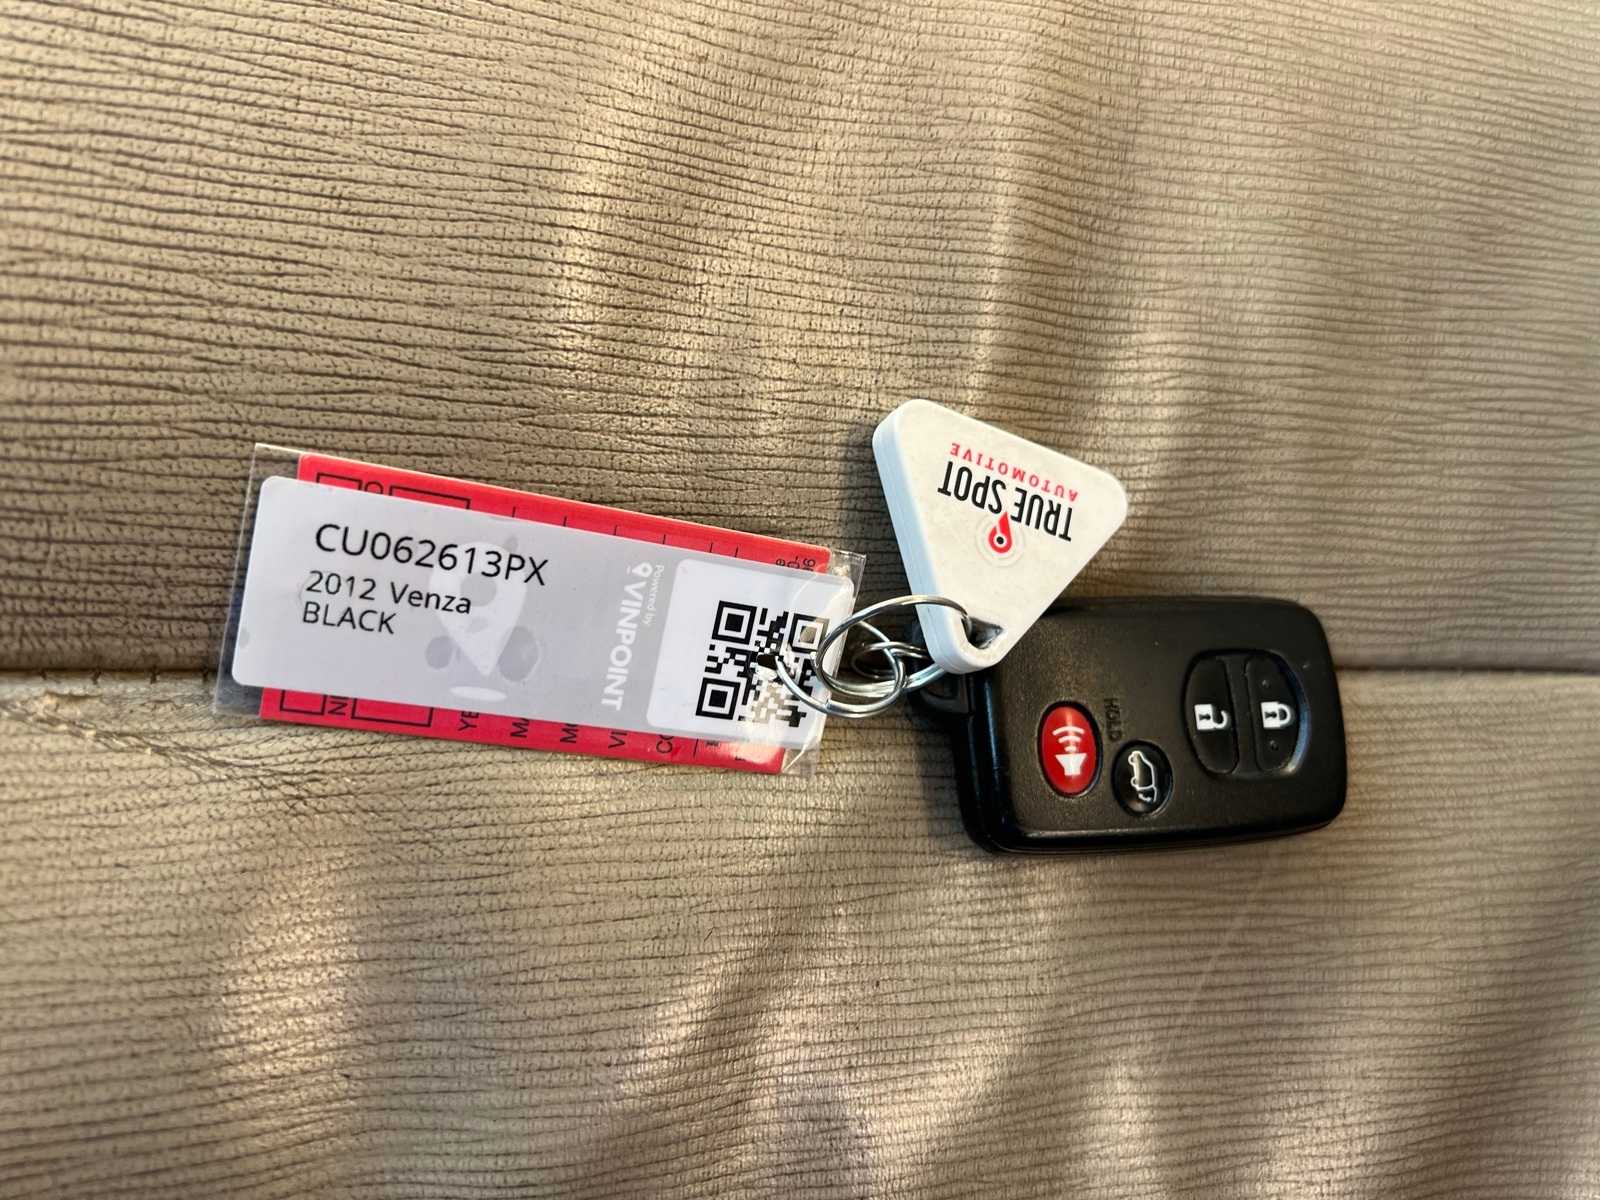 CU062613PX
2012 Venza
BLACK
Powered by
VINPOINT
TRUE SPOT
AUTOMOTIVE
HOLD